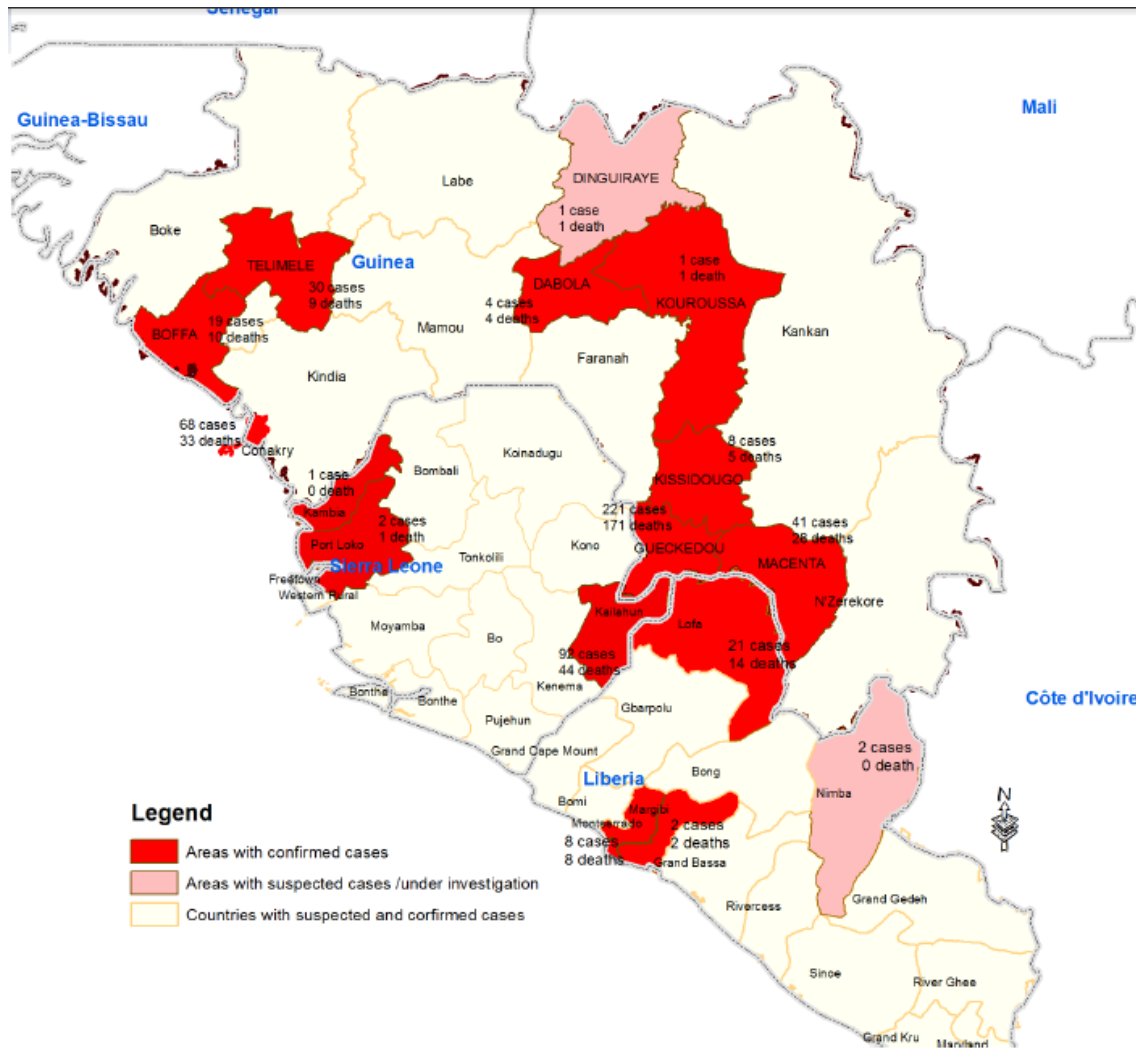 Senegal
Guinea-Bissau
Mali
Labe
DINGUIRAYE
1 case
1 death
Boke
TELIMELE
Guinea
30 cases
9 deaths
DABOLA
4 cases
4 deaths
1 case
1 death
KOUROUSSA
BOFFA
19 cases
10 deaths
Mamou
Kankan
Faranah
Kindia
68 cases
33 deaths
Conakry
Koinadugu
Bombali
8 cases
5 deaths
KISSIDOUGO
1 case
0 death
Kambia
2 cases
1 death
Port Loko
Sierra Leone
Freetown
Western Rural
Tonkolili
Kono
221 cases
171 deaths
GUECKEDOU
41 cases
28 deaths
MACENTA
N'Zerekore
Kailahun
Lofa
Moyamba
Bo
92 cases
44 deaths
21 cases
14 deaths
Kenema
Bonthe
Bonthe
Pujehun
Gbarpolu
Côte d'Ivoire
Grand Cape Mount
Liberia
Bong
2 cases
0 death
Nimba
Bomi
Margibi
Montserrado
8 cases
8 deaths
2 cases
2 deaths
Grand Bassa
N
Rivercess
Grand Gedeh
Sinoe
River Ghee
Grand Kru
Maryland
Legend
Areas with confirmed cases
Areas with suspected cases /under investigation
Countries with suspected and confirmed cases